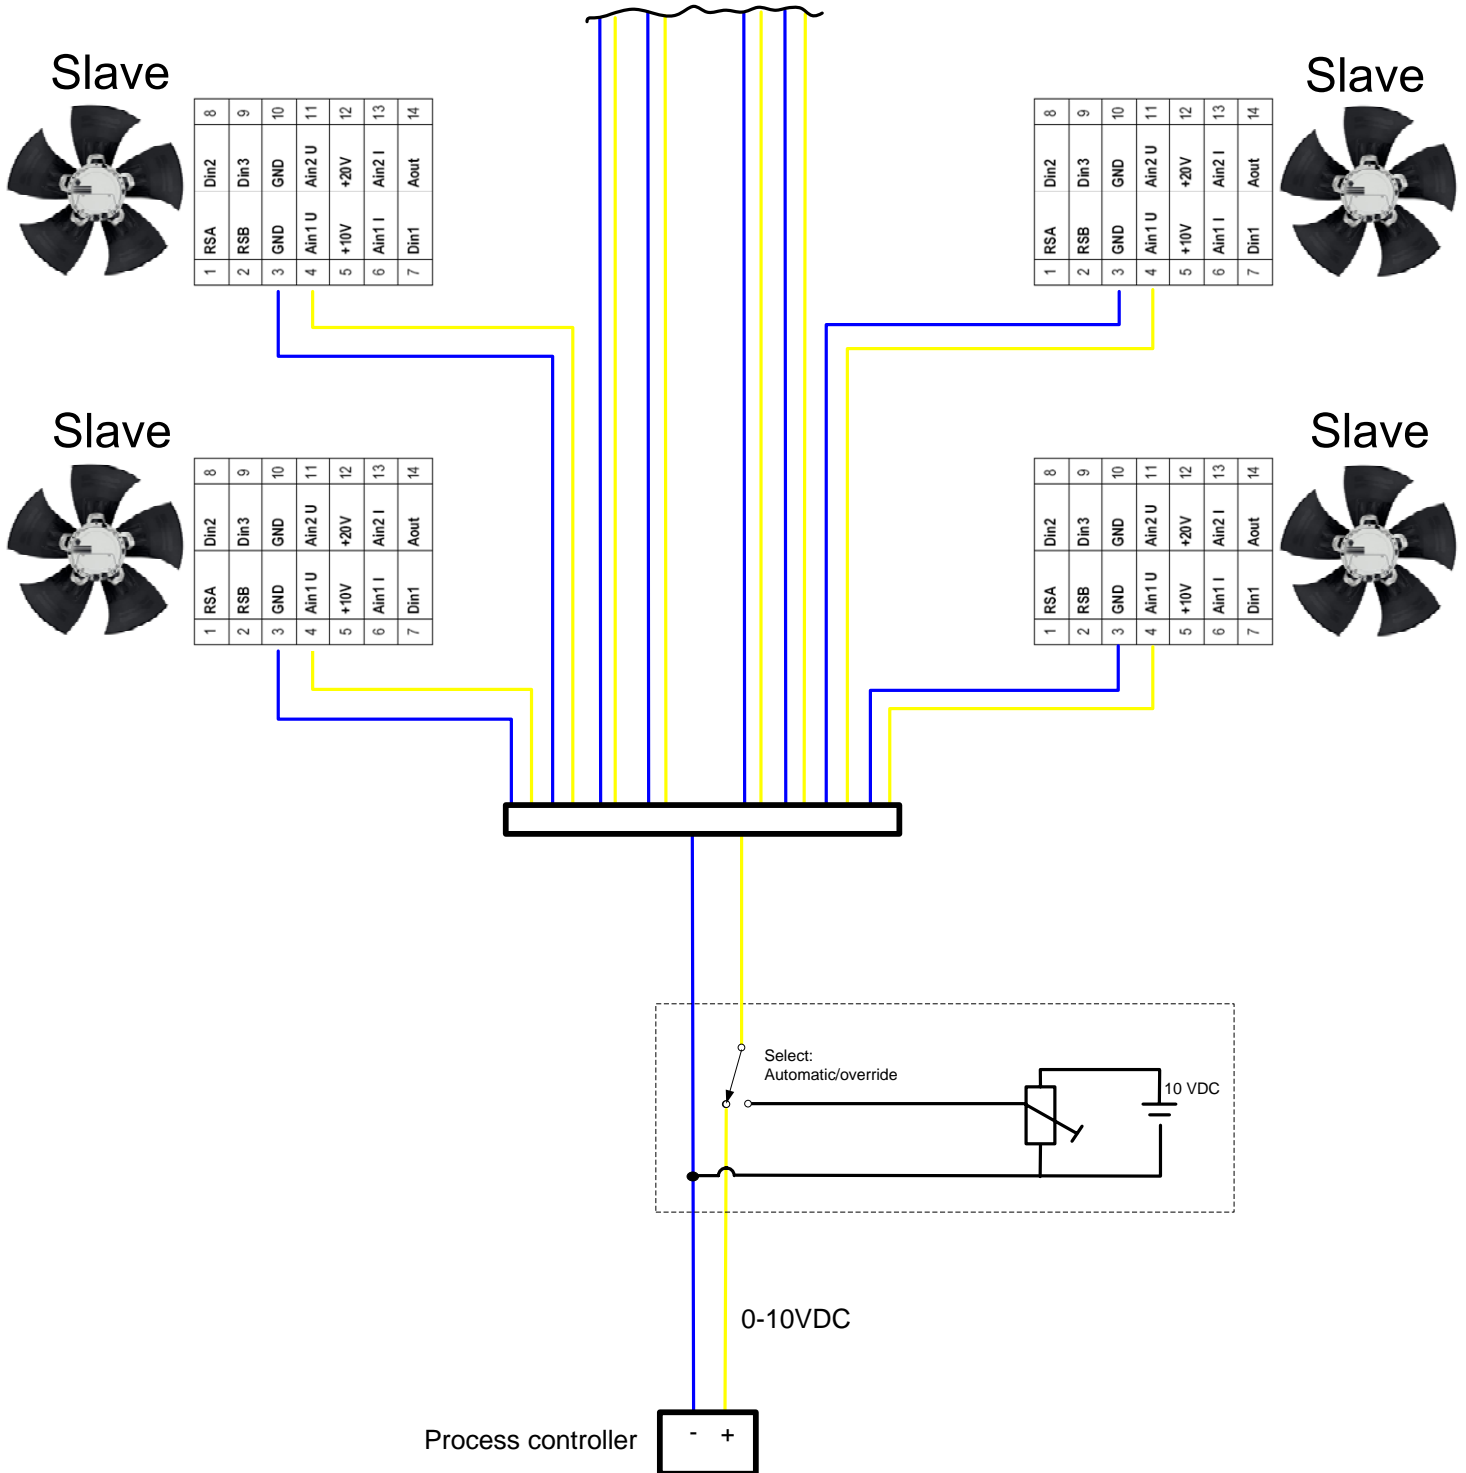 Slave
Slave
8 9 10 11 12 13 14
Din2 Din3 GND Ain2 U +20V Ain2 I Aout
RSA RSB GND Ain1 U +10V Ain1 I Din1
1 2 3 4 5 6 7
8 9 10 11 12 13 14
Din2 Din3 GND Ain2 U +20V Ain2 I Aout
RSA RSB GND Ain1 U +10V Ain1 I Din1
1 2 3 4 5 6 7
Slave
Slave
8 9 10 11 12 13 14
Din2 Din3 GND Ain2 U +20V Ain2 I Aout
RSA RSB GND Ain1 U +10V Ain1 I Din1
1 2 3 4 5 6 7
8 9 10 11 12 13 14
Din2 Din3 GND Ain2 U +20V Ain2 I Aout
RSA RSB GND Ain1 U +10V Ain1 I Din1
1 2 3 4 5 6 7
Select:
Automatic/override
10 VDC
0-10VDC
Process controller
- +